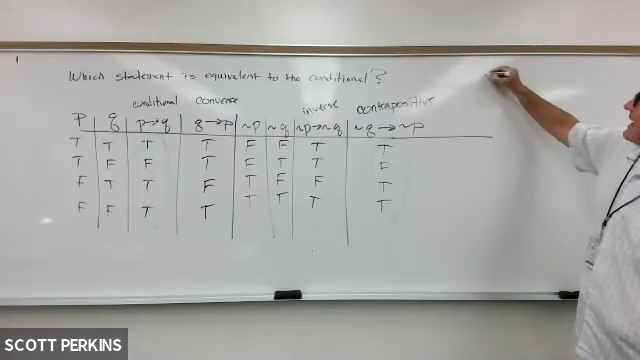 Which statement is equivalent to the conditional?
conditional converse inverse contrapositive
p q p→q q→p ~p ~q ~p→~q ~q→~p
T T T T F F T T
T F F T F T T F
F T T F T F F T
F F T T T T T T
SCOTT PERKINS